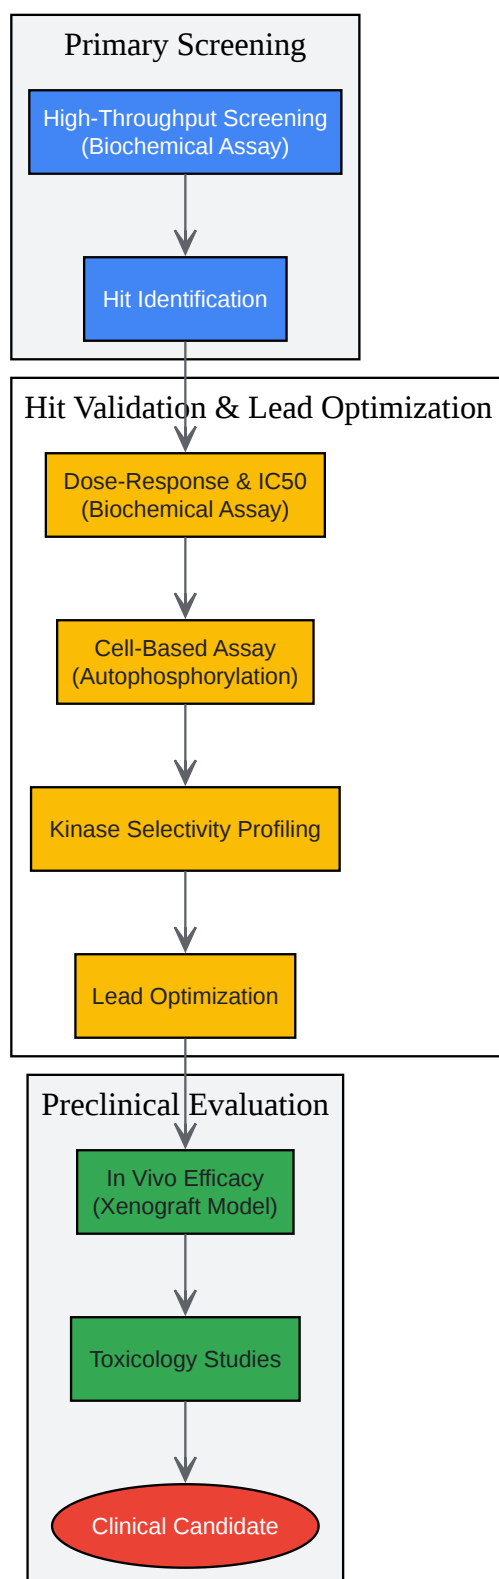 Primary Screening
High-Throughput Screening
(Biochemical Assay)
Hit Identification
Hit Validation & Lead Optimization
Dose-Response & IC50
(Biochemical Assay)
Cell-Based Assay
(Autophosphorylation)
Kinase Selectivity Profiling
Lead Optimization
Preclinical Evaluation
In Vivo Efficacy
(Xenograft Model)
Toxicology Studies
Clinical Candidate